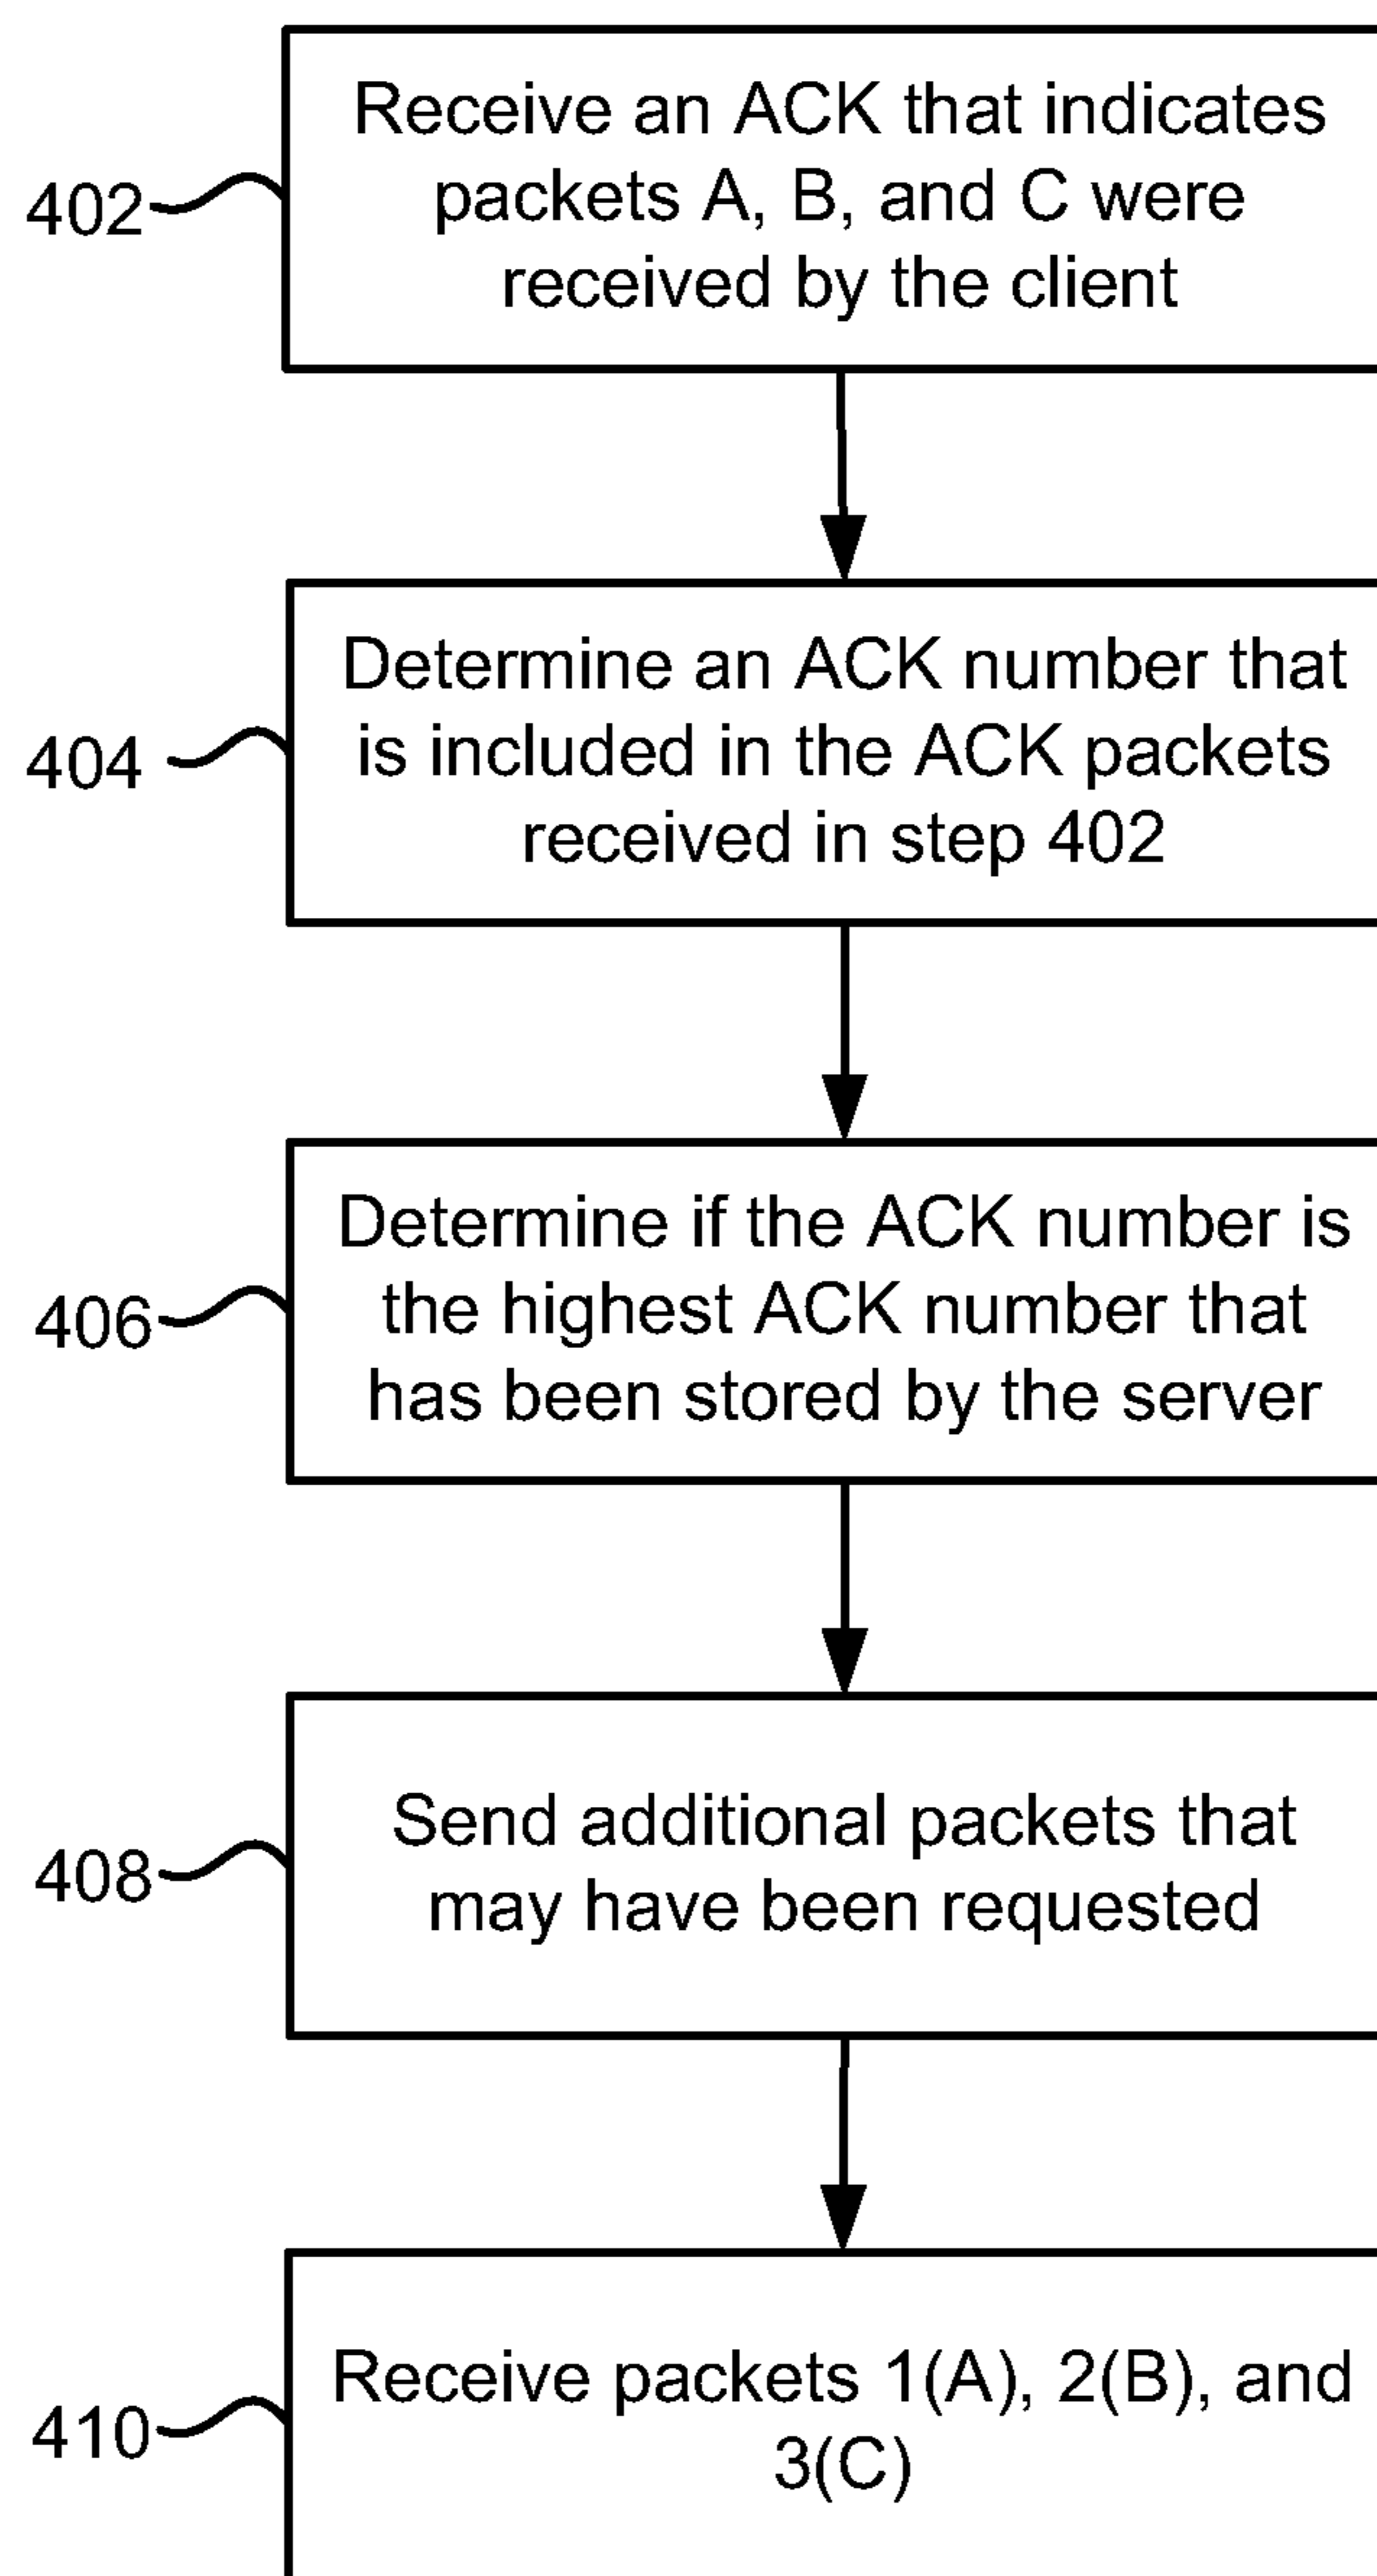 Receive an ACK that indicates
packets A, B, and C were
received by the client
402
Determine an ACK number that
is included in the ACK packets
received in step 402
404
Determine if the ACK number is
the highest ACK number that
has been stored by the server
406
Send additional packets that
may have been requested
408
Receive packets 1(A), 2(B), and
3(C)
410